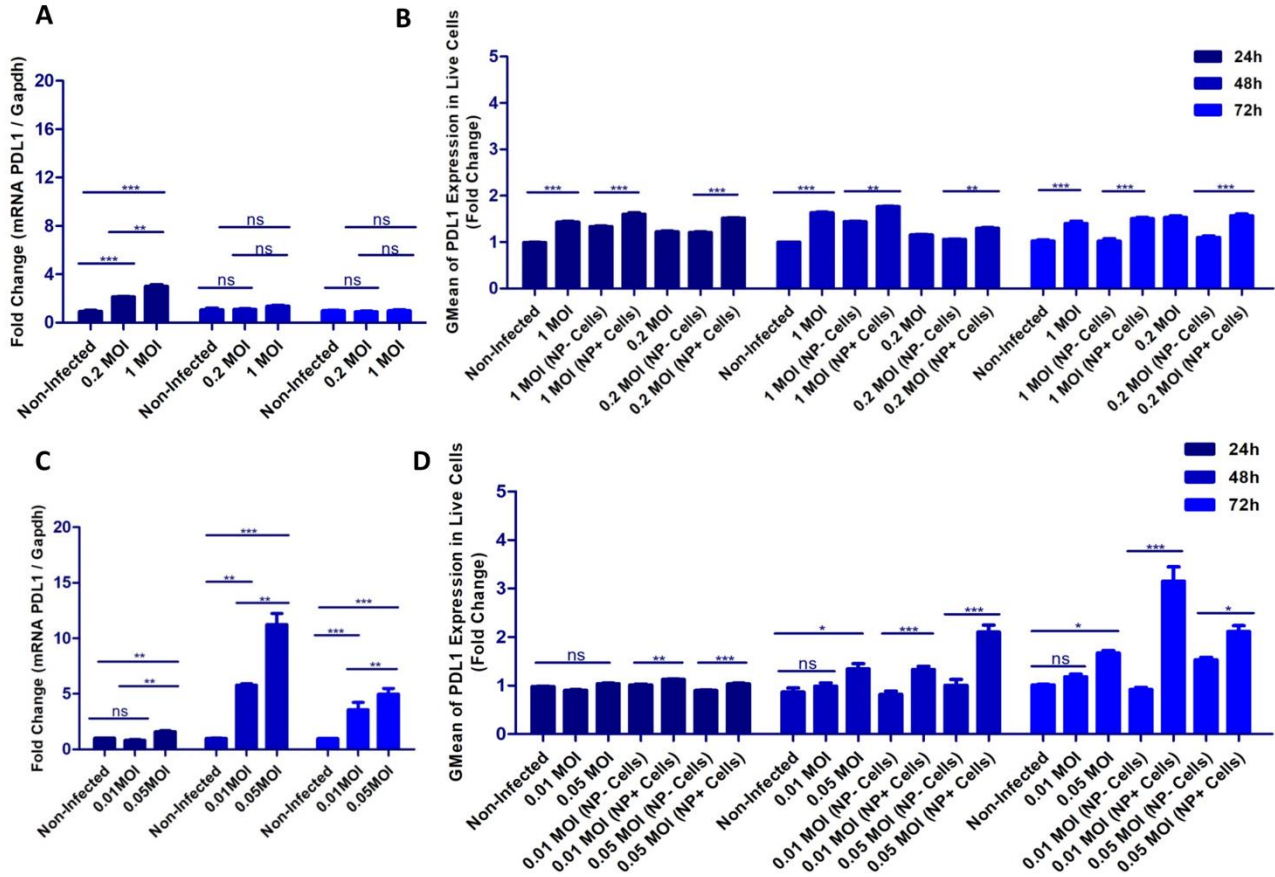 A
Fold Change (mRNA PDL1 / Gapdh)
20
16
12
8
4
0
***
**
***
ns
ns
ns
ns
ns
ns
Non-Infected
0.2 MOI
1 MOI
Non-Infected
0.2 MOI
1 MOI
Non-Infected
0.2 MOI
1 MOI
B
GMean of PDL1 Expression in Live Cells
(Fold Change)
5
4
3
2
1
0
24h
48h
72h
***
***
***
***
**
**
***
***
***
Non-Infected
1 MOI
1 MOI (NP- Cells)
1 MOI (NP+ Cells)
0.2 MOI
0.2 MOI (NP- Cells)
0.2 MOI (NP+ Cells)
Non-Infected
1 MOI
1 MOI (NP- Cells)
1 MOI (NP+ Cells)
0.2 MOI
0.2 MOI (NP- Cells)
0.2 MOI (NP+ Cells)
Non-Infected
1 MOI
1 MOI (NP- Cells)
1 MOI (NP+ Cells)
0.2 MOI
0.2 MOI (NP- Cells)
0.2 MOI (NP+ Cells)
C
Fold Change (mRNA PDL1 / Gapdh)
20
15
10
5
0
**
**
ns
***
**
**
***
***
**
Non-Infected
0.01MOI
0.05MOI
Non-Infected
0.01MOI
0.05MOI
Non-Infected
0.01MOI
0.05MOI
D
GMean of PDL1 Expression in Live Cells
(Fold Change)
5
4
3
2
1
0
24h
48h
72h
ns
**
***
*
ns
***
***
*
ns
***
*
Non-Infected
0.01 MOI
0.05 MOI
0.01 MOI (NP- Cells)
0.01 MOI (NP+ Cells)
0.05 MOI (NP- Cells)
0.05 MOI (NP+ Cells)
Non-Infected
0.01 MOI
0.05 MOI
0.01 MOI (NP- Cells)
0.01 MOI (NP+ Cells)
0.05 MOI (NP- Cells)
0.05 MOI (NP+ Cells)
Non-Infected
0.01 MOI
0.05 MOI
0.01 MOI (NP- Cells)
0.01 MOI (NP+ Cells)
0.05 MOI (NP- Cells)
0.05 MOI (NP+ Cells)